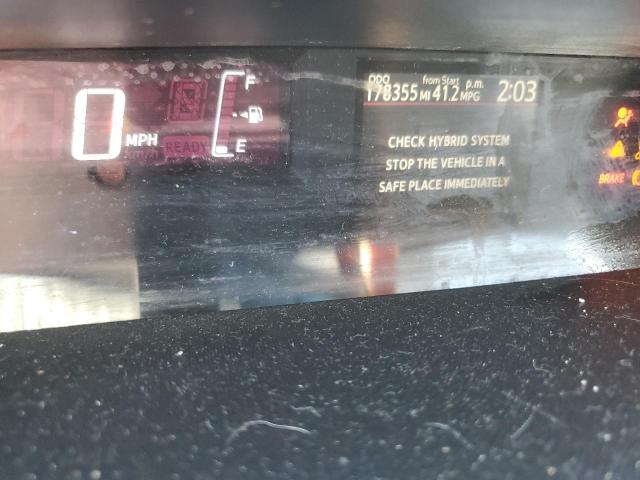 ODO from Start p.m.
178355 MI 41.2 MPG 2:03
0 MPH
READY
F
E
CHECK HYBRID SYSTEM
STOP THE VEHICLE IN A
SAFE PLACE IMMEDIATELY
BRAKE